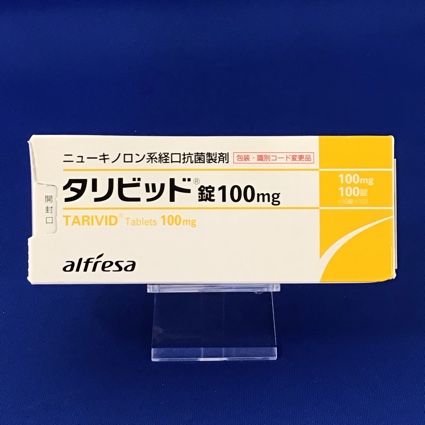 ニューキノロン系経口抗菌製剤
包装・識別コード変更品
タリビッド®錠100mg
TARIVID® Tablets 100mg
alfresa
100mg
100錠
開封口